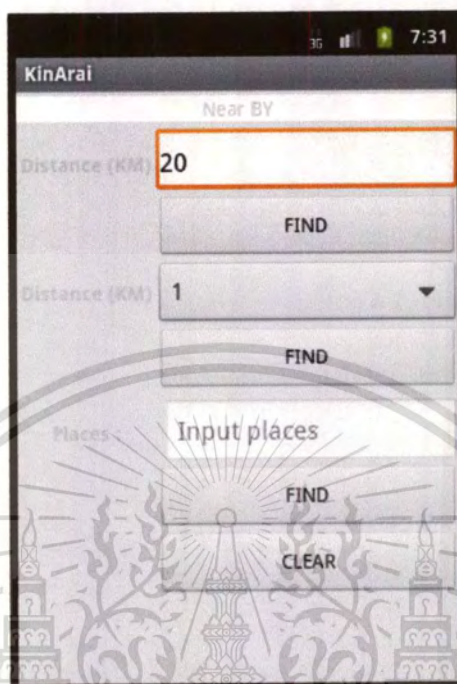 3G 7:31
KinArai
Near BY
Distance (KM) 20
FIND
Distance (KM) 1
FIND
Places : Input places
FIND
CLEAR